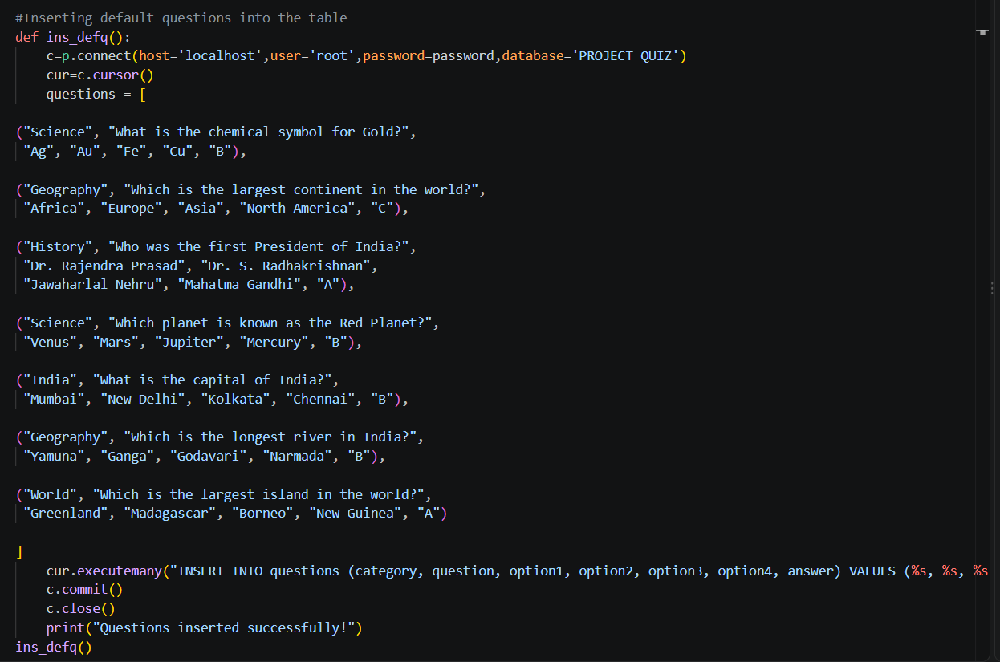 #Inserting default questions into the table
def ins_defq():
    c=p.connect(host='localhost',user='root',password=password,database='PROJECT_QUIZ')
    cur=c.cursor()
    questions = [

("Science", "What is the chemical symbol for Gold?",
 "Ag", "Au", "Fe", "Cu", "B"),

("Geography", "Which is the largest continent in the world?",
 "Africa", "Europe", "Asia", "North America", "C"),

("History", "Who was the first President of India?",
 "Dr. Rajendra Prasad", "Dr. S. Radhakrishnan",
 "Jawaharlal Nehru", "Mahatma Gandhi", "A"),

("Science", "Which planet is known as the Red Planet?",
 "Venus", "Mars", "Jupiter", "Mercury", "B"),

("India", "What is the capital of India?",
 "Mumbai", "New Delhi", "Kolkata", "Chennai", "B"),

("Geography", "Which is the longest river in India?",
 "Yamuna", "Ganga", "Godavari", "Narmada", "B"),

("World", "Which is the largest island in the world?",
 "Greenland", "Madagascar", "Borneo", "New Guinea", "A")

]
    cur.executemany("INSERT INTO questions (category, question, option1, option2, option3, option4, answer) VALUES (%s, %s, %s
    c.commit()
    c.close()
    print("Questions inserted successfully!")
ins_defq()